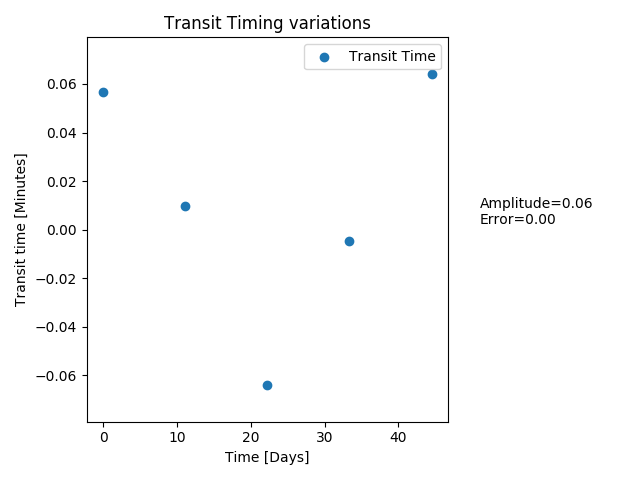 Transit Timing variations
Transit Time
0.06
0.04
0.02
0.00
−0.02
−0.04
−0.06
Transit time [Minutes]
Amplitude=0.06
Error=0.00
0 10 20 30 40
Time [Days]